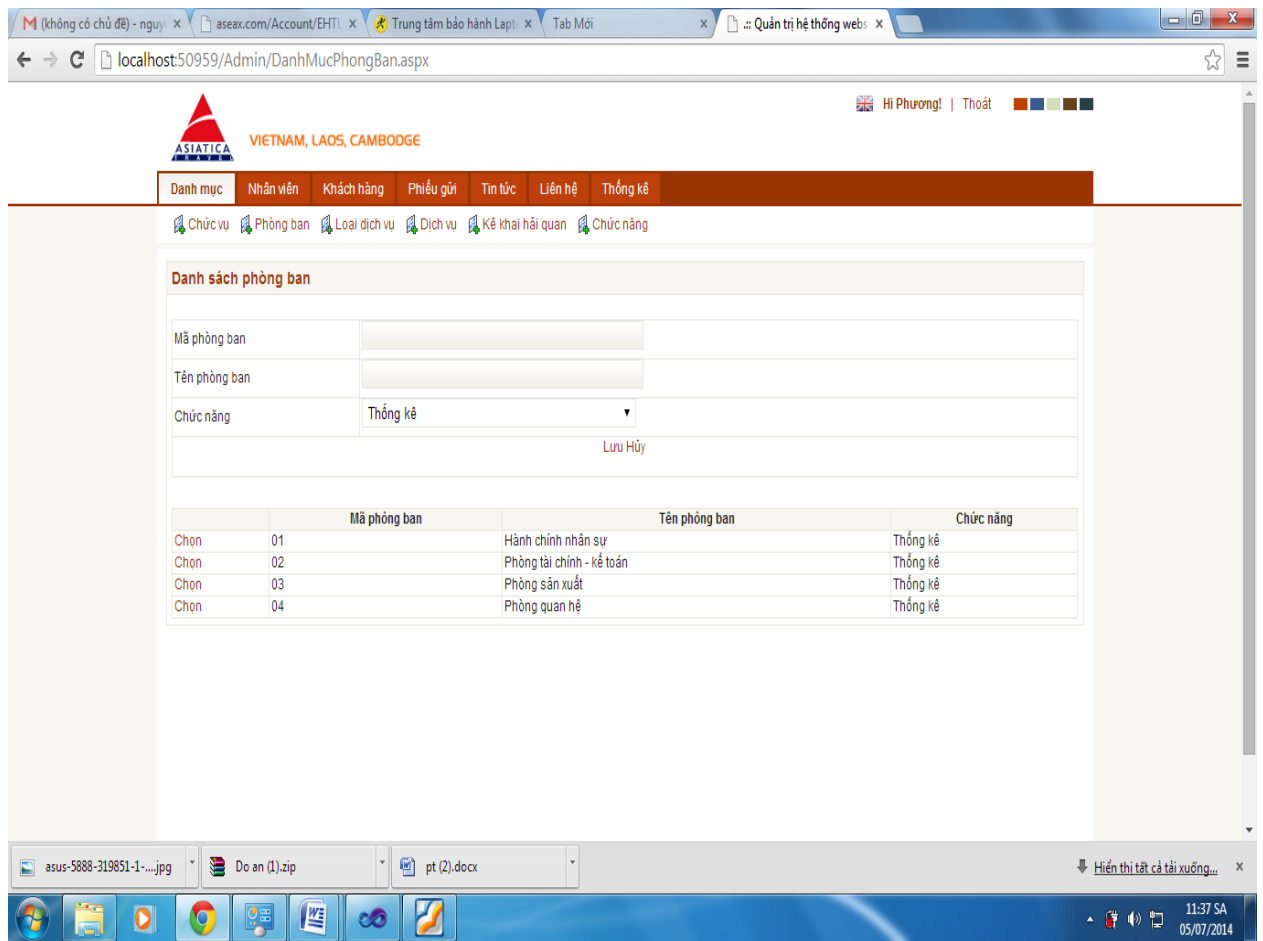 (không có chủ đề) - nguy aseax.com/Account/EHTL Trung tâm bảo hành Lapt Tab Mới .:: Quản trị hệ thống webs
localhost:50959/Admin/DanhMucPhongBan.aspx
Hi Phương! | Thoát
ASIATICA
TRAVEL
VIETNAM, LAOS, CAMBODGE
Danh mục Nhân viên Khách hàng Phiếu gửi Tin tức Liên hệ Thống kê
Chức vụ Phòng ban Loại dịch vụ Dịch vụ Kê khai hải quan Chức năng
Danh sách phòng ban
Mã phòng ban
Tên phòng ban
Chức năng Thống kê
Lưu Hủy
Mã phòng ban Tên phòng ban Chức năng
Chọn 01 Hành chính nhân sự Thống kê
Chọn 02 Phòng tài chính - kế toán Thống kê
Chọn 03 Phòng sản xuất Thống kê
Chọn 04 Phòng quan hệ Thống kê
asus-5888-319851-1-....jpg Do an (1).zip pt (2).docx Hiển thị tất cả tải xuống...
11:37 SA
05/07/2014